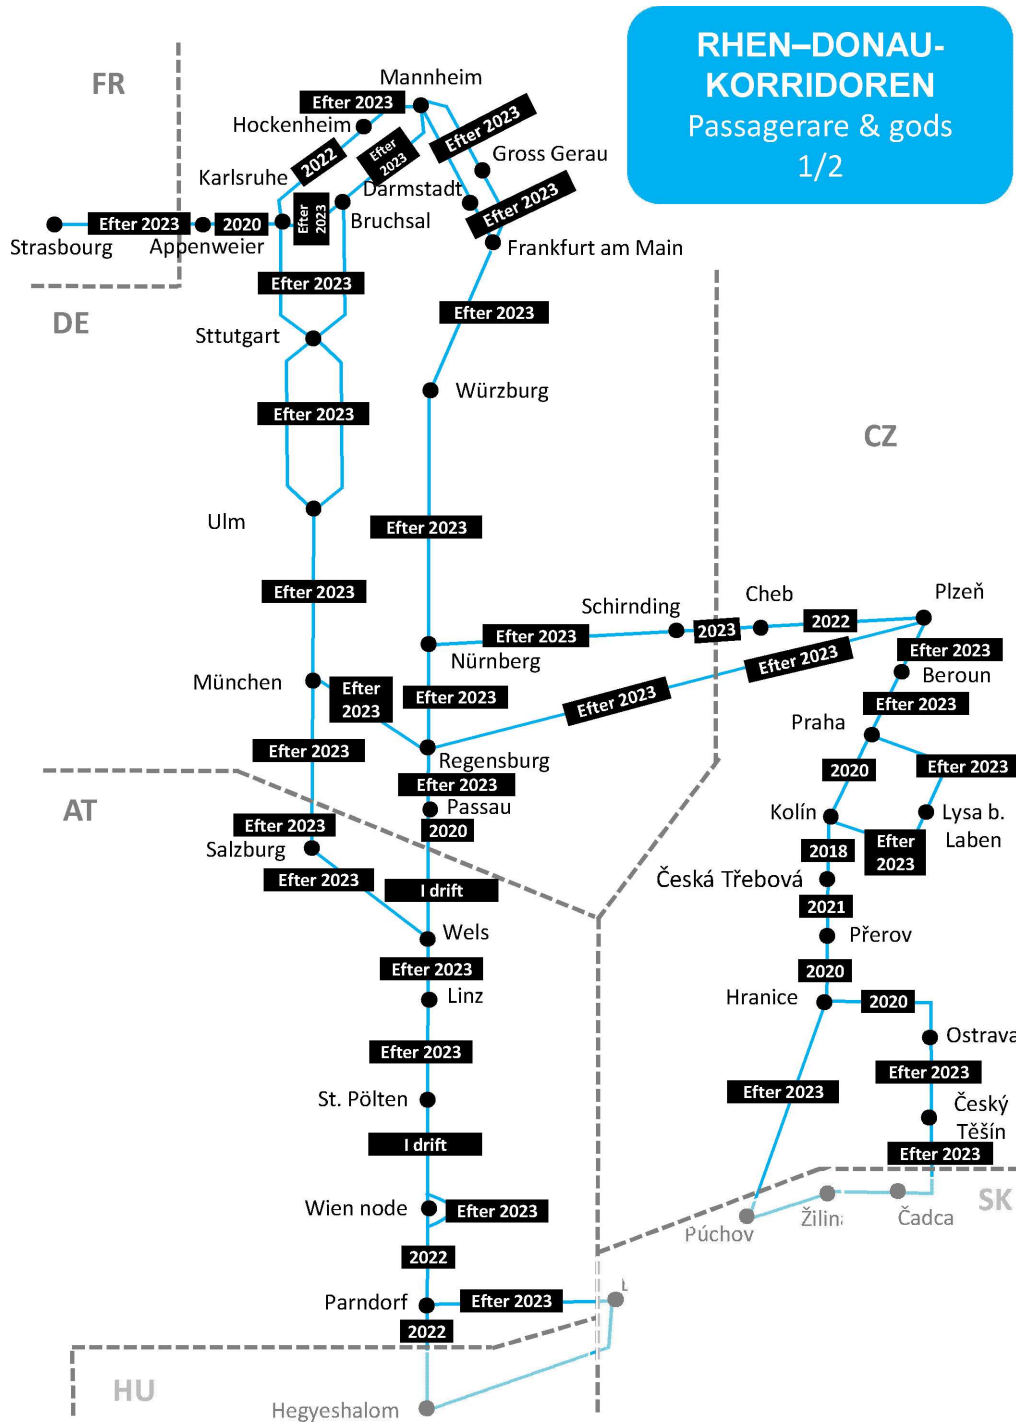 RHEN–DONAU-
KORRIDOREN
Passagerare & gods
1/2
FR
Mannheim
Efter 2023
Hockenheim
Efter 2023
Efter
2023
2022
Gross Gerau
Karlsruhe
Darmstadt
Efter 2023
Efter
2023
Bruchsal
Efter 2023
2020
Strasbourg
Appenweier
Frankfurt am Main
Efter 2023
DE
Efter 2023
Sttutgart
Würzburg
Efter 2023
CZ
Ulm
Efter 2023
Efter 2023
Schirnding
Cheb
Plzeň
Efter 2023
2023
2022
Nürnberg
Efter 2023
Efter 2023
Beroun
München
Efter
2023
Efter 2023
Efter 2023
Efter 2023
Praha
Efter 2023
Regensburg
2020
Efter 2023
Efter 2023
AT
Passau
Kolín
Lysa b.
Laben
Efter 2023
2020
Salzburg
2018
Efter
2023
Efter 2023
I drift
Česká Třebová
2021
Wels
Přerov
Efter 2023
2020
Linz
Hranice
2020
Ostrava
Efter 2023
Efter 2023
Efter 2023
St. Pölten
Český
Těšín
I drift
Efter 2023
Wien node
Efter 2023
SK
Žilin
Čadca
Púchov
2022
Parndorf
Efter 2023
2022
HU
Hegyeshalom